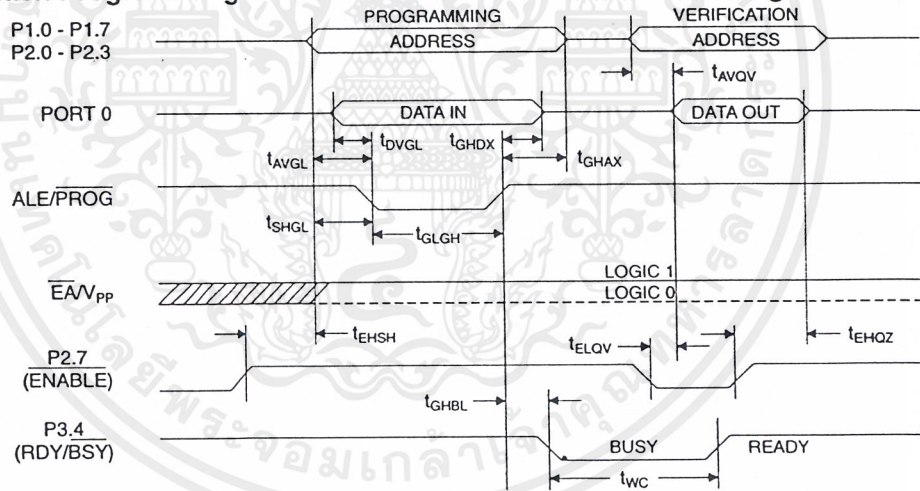 PROGRAMMING VERIFICATION
P1.0 - P1.7
P2.0 - P2.3
ADDRESS ADDRESS
tAVQV
PORT 0 DATA IN DATA OUT
tDVGL tGHDX
tAVGL tGHAX
ALE/PROG
tSHGL tGLGH
LOGIC 1
EA/VPP LOGIC 0
tEHSH tELQV tEHQZ
P2.7
(ENABLE)
tGHBL
P3.4
(RDY/BSY) BUSY READY
tWC